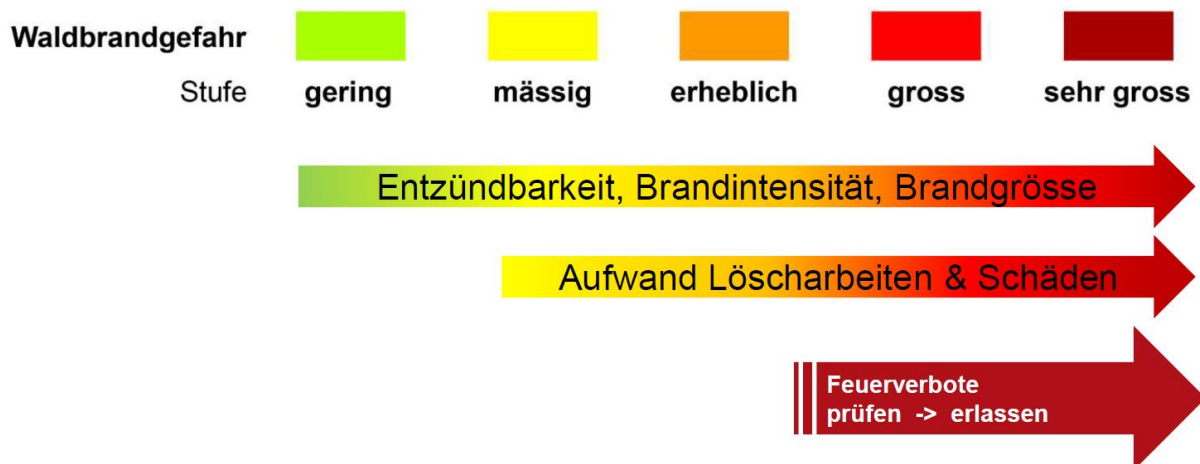 Waldbrandgefahr
Stufe gering mässig erheblich gross sehr gross
Entzündbarkeit, Brandintensität, Brandgrösse
Aufwand Löscharbeiten & Schäden
Feuerverbote
prüfen -> erlassen